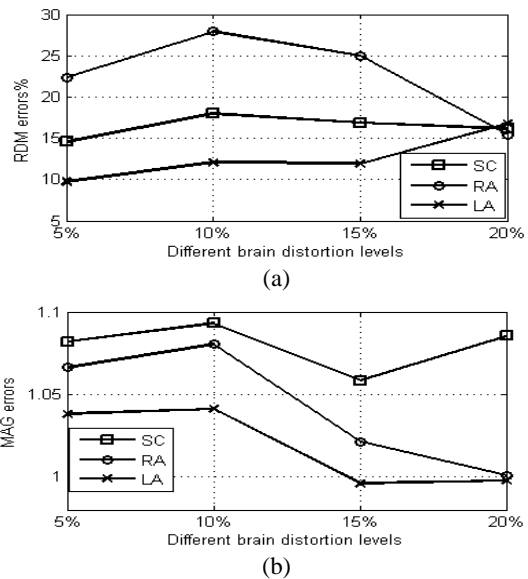 30
25
20
15
10
5
RDM errors%
SC
RA
LA
5% 10% 15% 20%
Different brain distortion levels
(a)
1.1
1.05
1
MAG errors
SC
RA
LA
5% 10% 15% 20%
Different brain distortion levels
(b)